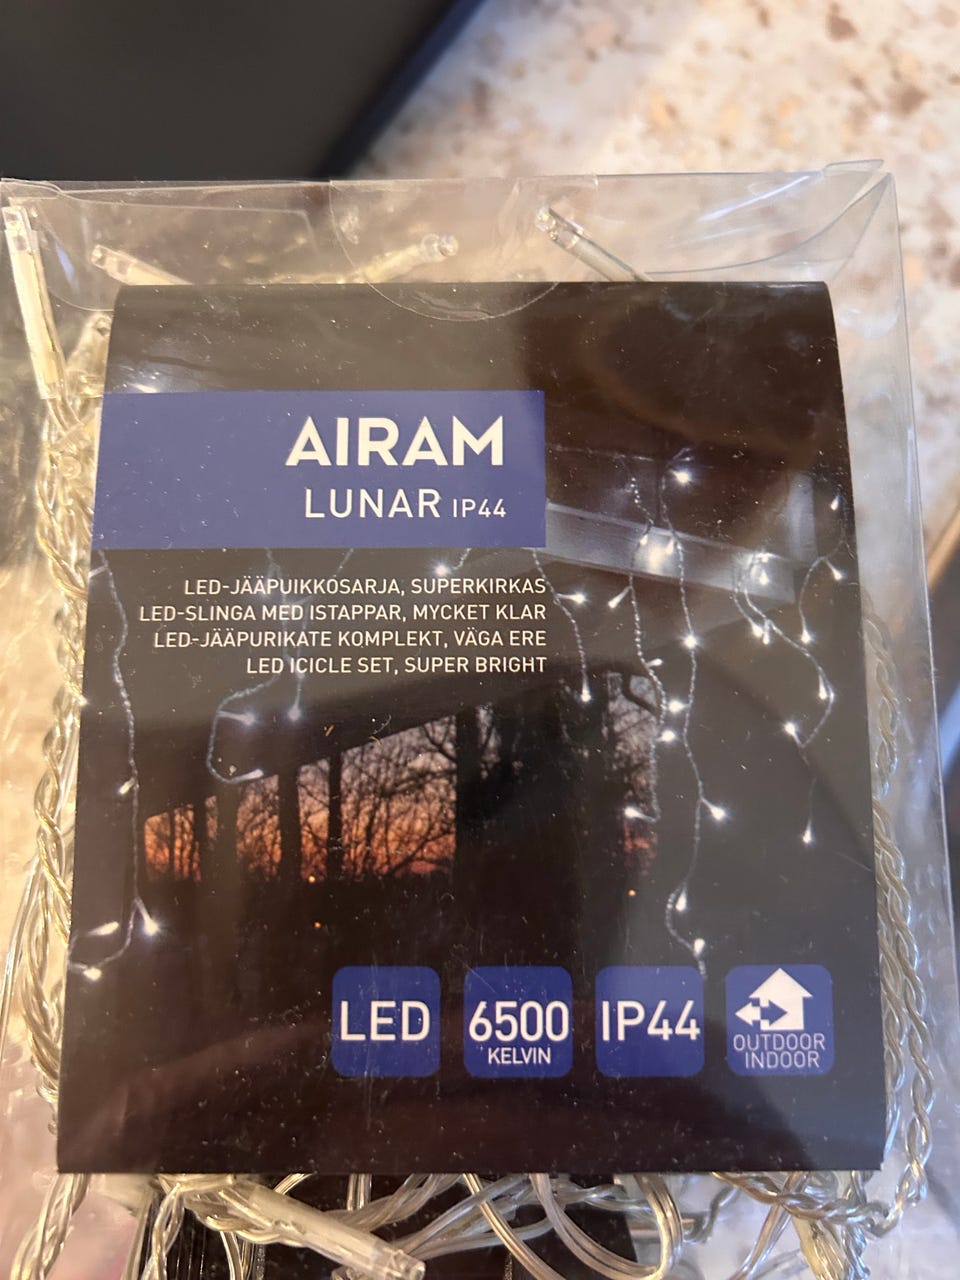 AIRAM
LUNAR IP44
LED-JÄÄPUIKKOSARJA, SUPERKIRKAS
LED-SLINGA MED ISTAPPAR, MYCKET KLAR
LED-JÄÄPURIKATE KOMPLEKT, VÄGA ERE
LED ICICLE SET, SUPER BRIGHT
LED
6500
KELVIN
IP44
OUTDOOR
INDOOR